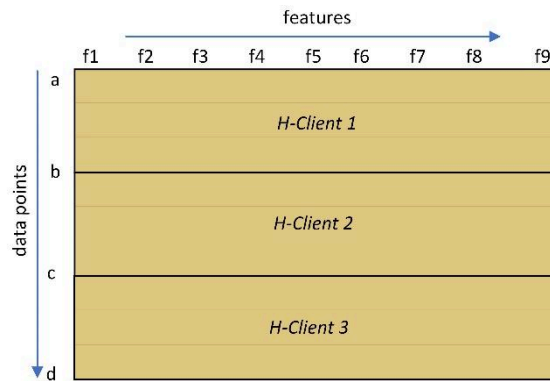 features
f1 f2 f3 f4 f5 f6 f7 f8 f9
a
H-Client 1
b
data points
H-Client 2
c
H-Client 3
d